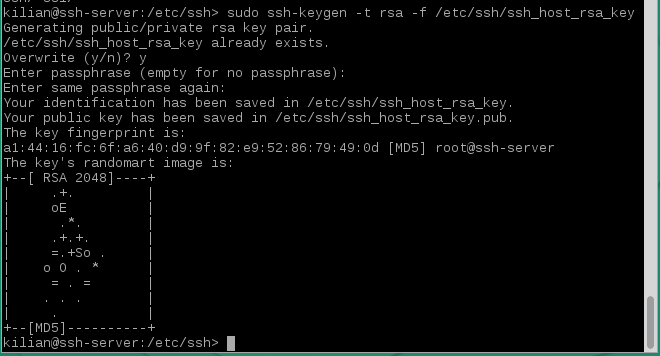 kilian@ssh-server:/etc/ssh> sudo ssh-keygen -t rsa -f /etc/ssh/ssh_host_rsa_key
Generating public/private rsa key pair.
/etc/ssh/ssh_host_rsa_key already exists.
Overwrite (y/n)? y
Enter passphrase (empty for no passphrase):
Enter same passphrase again:
Your identification has been saved in /etc/ssh/ssh_host_rsa_key.
Your public key has been saved in /etc/ssh/ssh_host_rsa_key.pub.
The key fingerprint is:
a1:44:16:fc:6f:a6:40:d9:9f:82:e9:52:86:79:49:0d [MD5] root@ssh-server
The key's randomart image is:
+--[ RSA 2048]----+
|     .+.         |
|     oE          |
|      .*.        |
|     .+.+.       |
|     =.+So .     |
|    o O . *      |
|     = . =       |
|    . . .        |
|     .           |
+--[MD5]----------+
kilian@ssh-server:/etc/ssh>